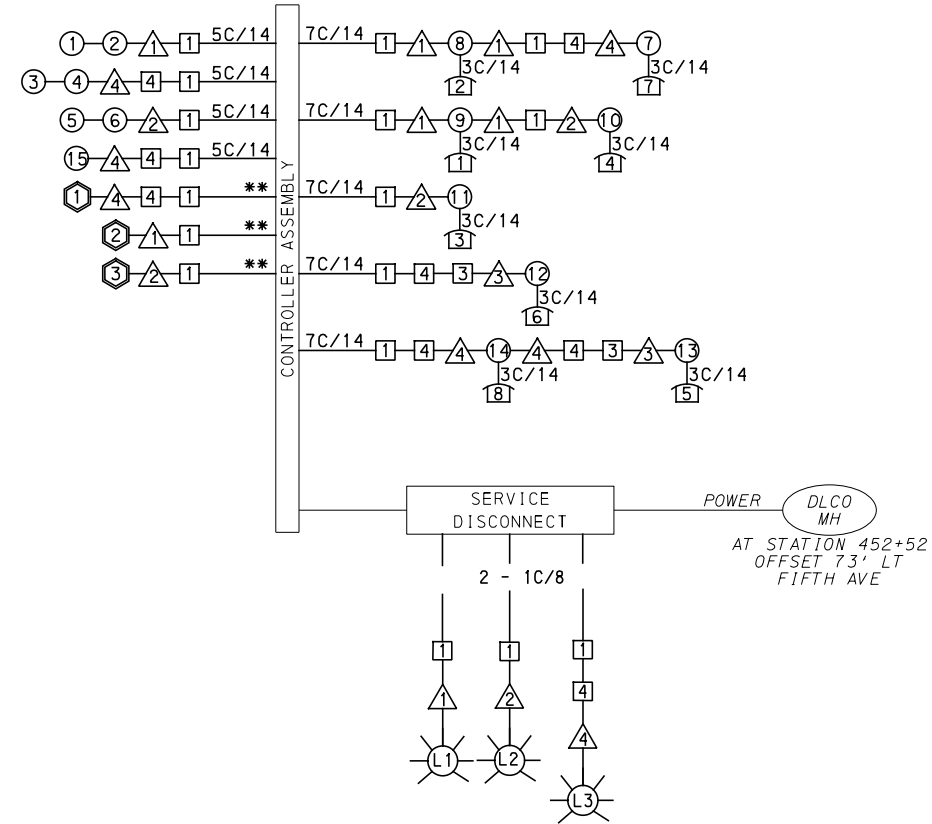 1 2 1 1 5C/14 7C/14 1 1 8 1 1 4 4 7
3C/14 3C/14
2 7
3 4 4 4 1 5C/14
5 6 2 1 5C/14 7C/14 1 1 9 1 1 2 10
3C/14 3C/14
1 4
15 4 4 1 5C/14
1 4 4 1 ** 7C/14 1 2 11
3C/14
3
2 1 1 **
3 2 1 ** 7C/14 1 4 3 3 12
3C/14
6
CONTROLLER ASSEMBLY
7C/14 1 4 4 14 4 4 3 3 13
3C/14 3C/14
8 5
SERVICE
DISCONNECT
POWER
DLCO
MH
AT STATION 452+52
OFFSET 73' LT
FIFTH AVE
2 - 1C/8
1 1 1
4
1 2
4
L1 L2
L3